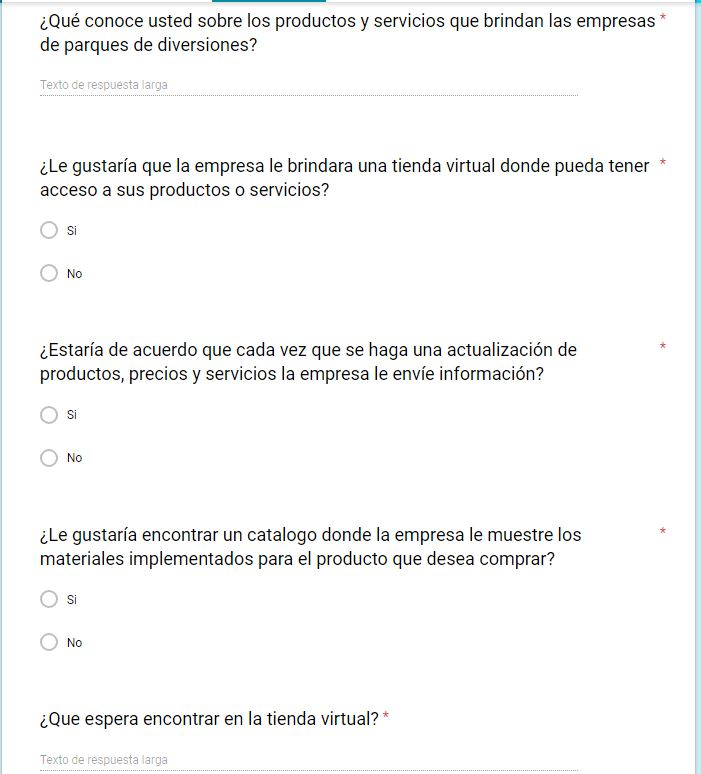 ¿Qué conoce usted sobre los productos y servicios que brindan las empresas *
de parques de diversiones?
Texto de respuesta larga
¿Le gustaría que la empresa le brindara una tienda virtual donde pueda tener *
acceso a sus productos o servicios?
Si
No
¿Estaría de acuerdo que cada vez que se haga una actualización de *
productos, precios y servicios la empresa le envíe información?
Si
No
¿Le gustaría encontrar un catalogo donde la empresa le muestre los *
materiales implementados para el producto que desea comprar?
Si
No
¿Que espera encontrar en la tienda virtual? *
Texto de respuesta larga